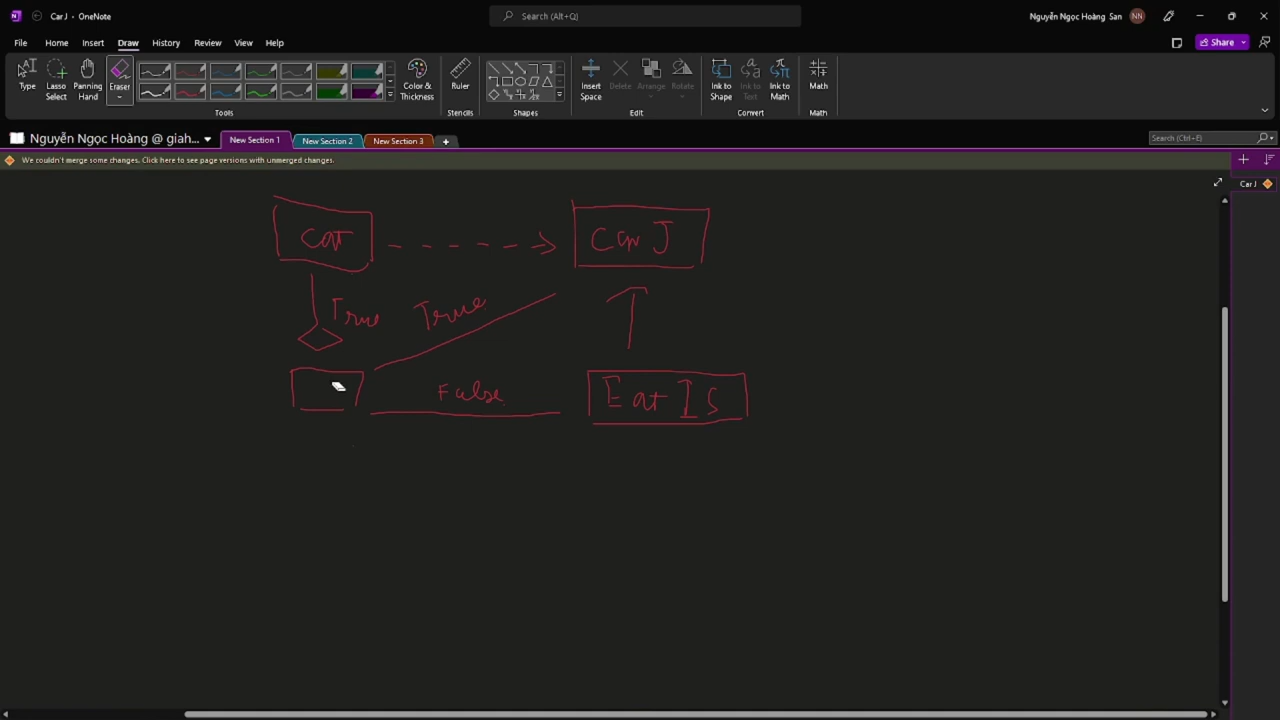 Car J - OneNote
Search (Alt+Q)
Nguyễn Ngọc Hoàng San NN
File Home Insert Draw History Review View Help
Share
Type
Lasso Select
Panning Hand
Eraser
Color & Thickness
Ruler
Insert Space
Delete
Arrange
Rotate
Ink to Shape
Ink to Text
Ink to Math
Math
Tools Stencils Shapes Edit Convert Math
Nguyễn Ngọc Hoàng @ giah... New Section 1 New Section 2 New Section 3 + Search (Ctrl+E)
We couldn't merge some changes. Click here to see page versions with unmerged changes.
Car J
Cat
Car J
True True
False
Eat IS